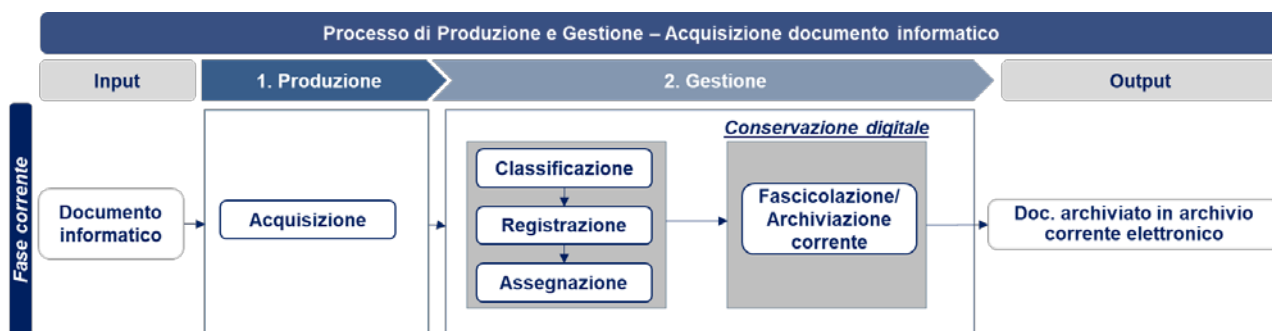 Processo di Produzione e Gestione – Acquisizione documento informatico
Input
1. Produzione
2. Gestione
Output
Fase corrente
Documento
informatico
Acquisizione
Classificazione
Registrazione
Assegnazione
Conservazione digitale
Fascicolazione/
Archiviazione
corrente
Doc. archiviato in archivio
corrente elettronico